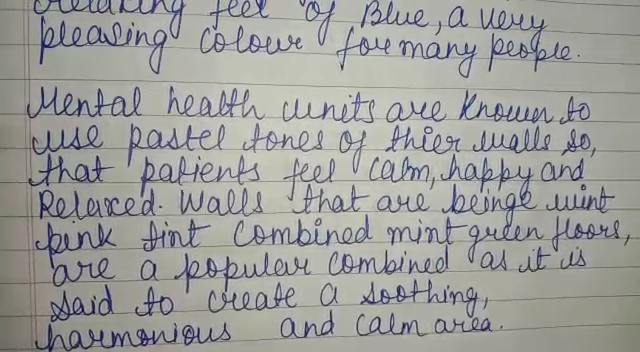 relaxing feel of Blue, a very
pleasing colour for many people.
Mental health units are known to
use pastel tones of thier walls so,
that patients feel calm, happy and
Relaxed. Walls that are beinge mint
pink tint combined mint green floors,
are a popular combined as it is
said to create a soothing,
harmonious and calm area.